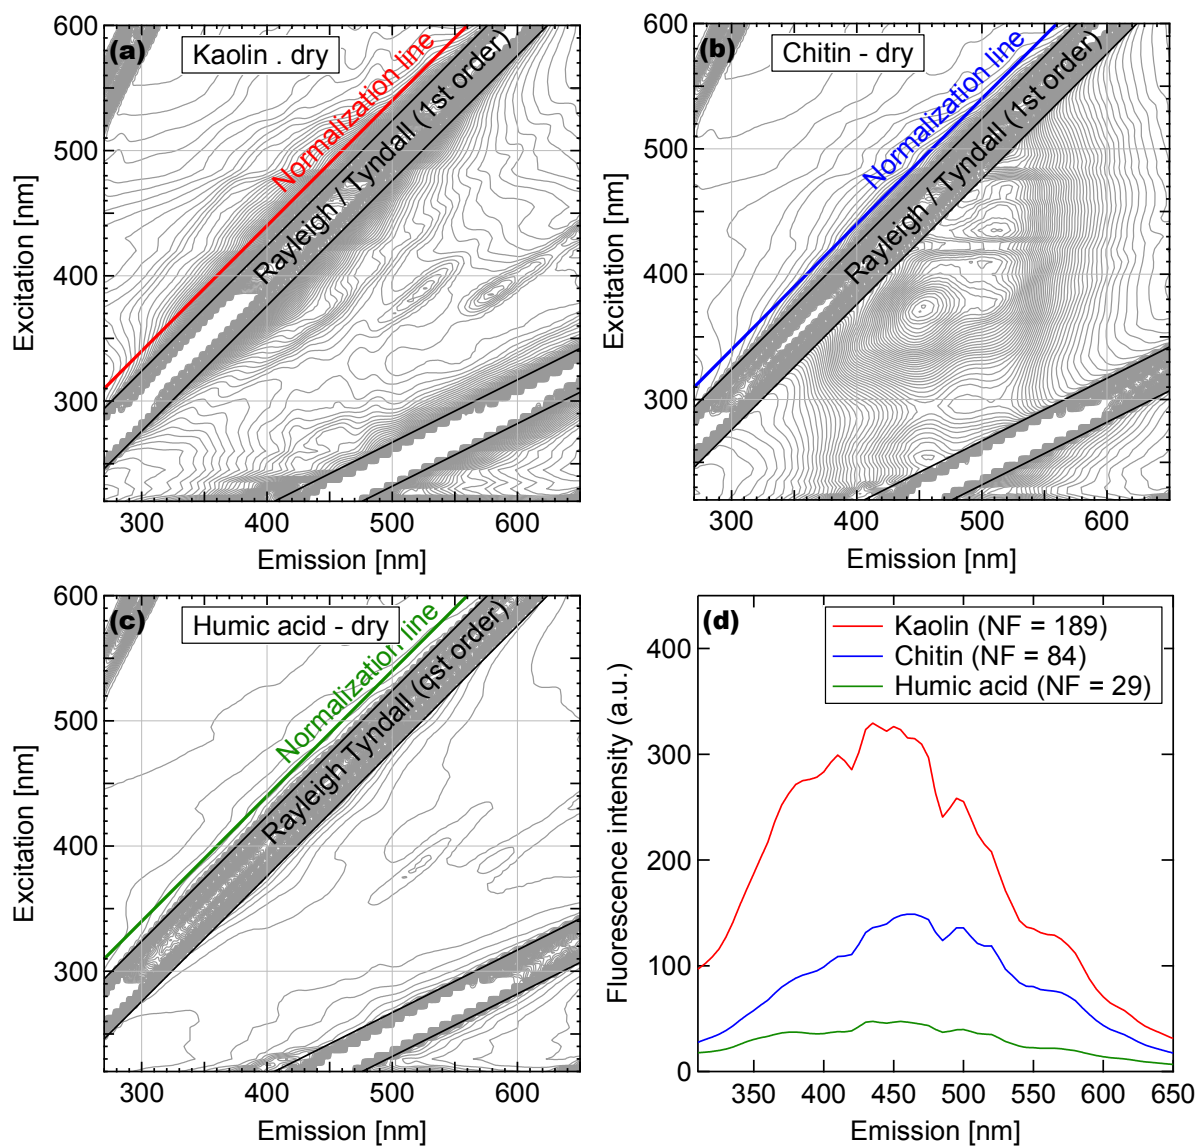 (a)
Kaolin . dry
Normalization line
Rayleigh / Tyndall (1st order)
600
500
400
300
Excitation [nm]
300
400
500
600
Emission [nm]
(b)
Chitin - dry
Normalization line
Rayleigh / Tyndall (1st order)
600
500
400
300
Excitation [nm]
300
400
500
600
Emission [nm]
(c)
Humic acid - dry
Normalization line
Rayleigh Tyndall (qst order)
600
500
400
300
Excitation [nm]
300
400
500
600
Emission [nm]
(d)
Kaolin (NF = 189)
Chitin (NF = 84)
Humic acid (NF = 29)
400
300
200
100
0
Fluorescence intensity (a.u.)
350
400
450
500
550
600
650
Emission [nm]